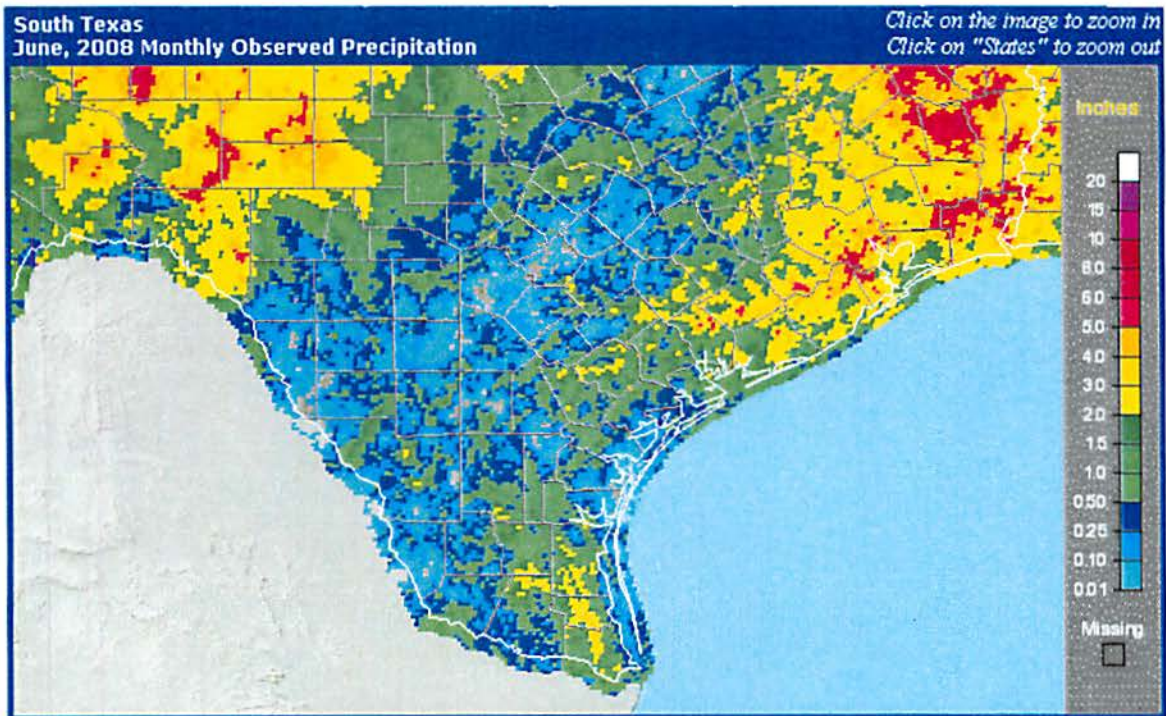 South Texas
June, 2008 Monthly Observed Precipitation
Click on the image to zoom in
Click on "States" to zoom out
Inches
20
15
10
8.0
6.0
5.0
4.0
3.0
2.0
1.5
1.0
0.50
0.25
0.10
0.01
Missing